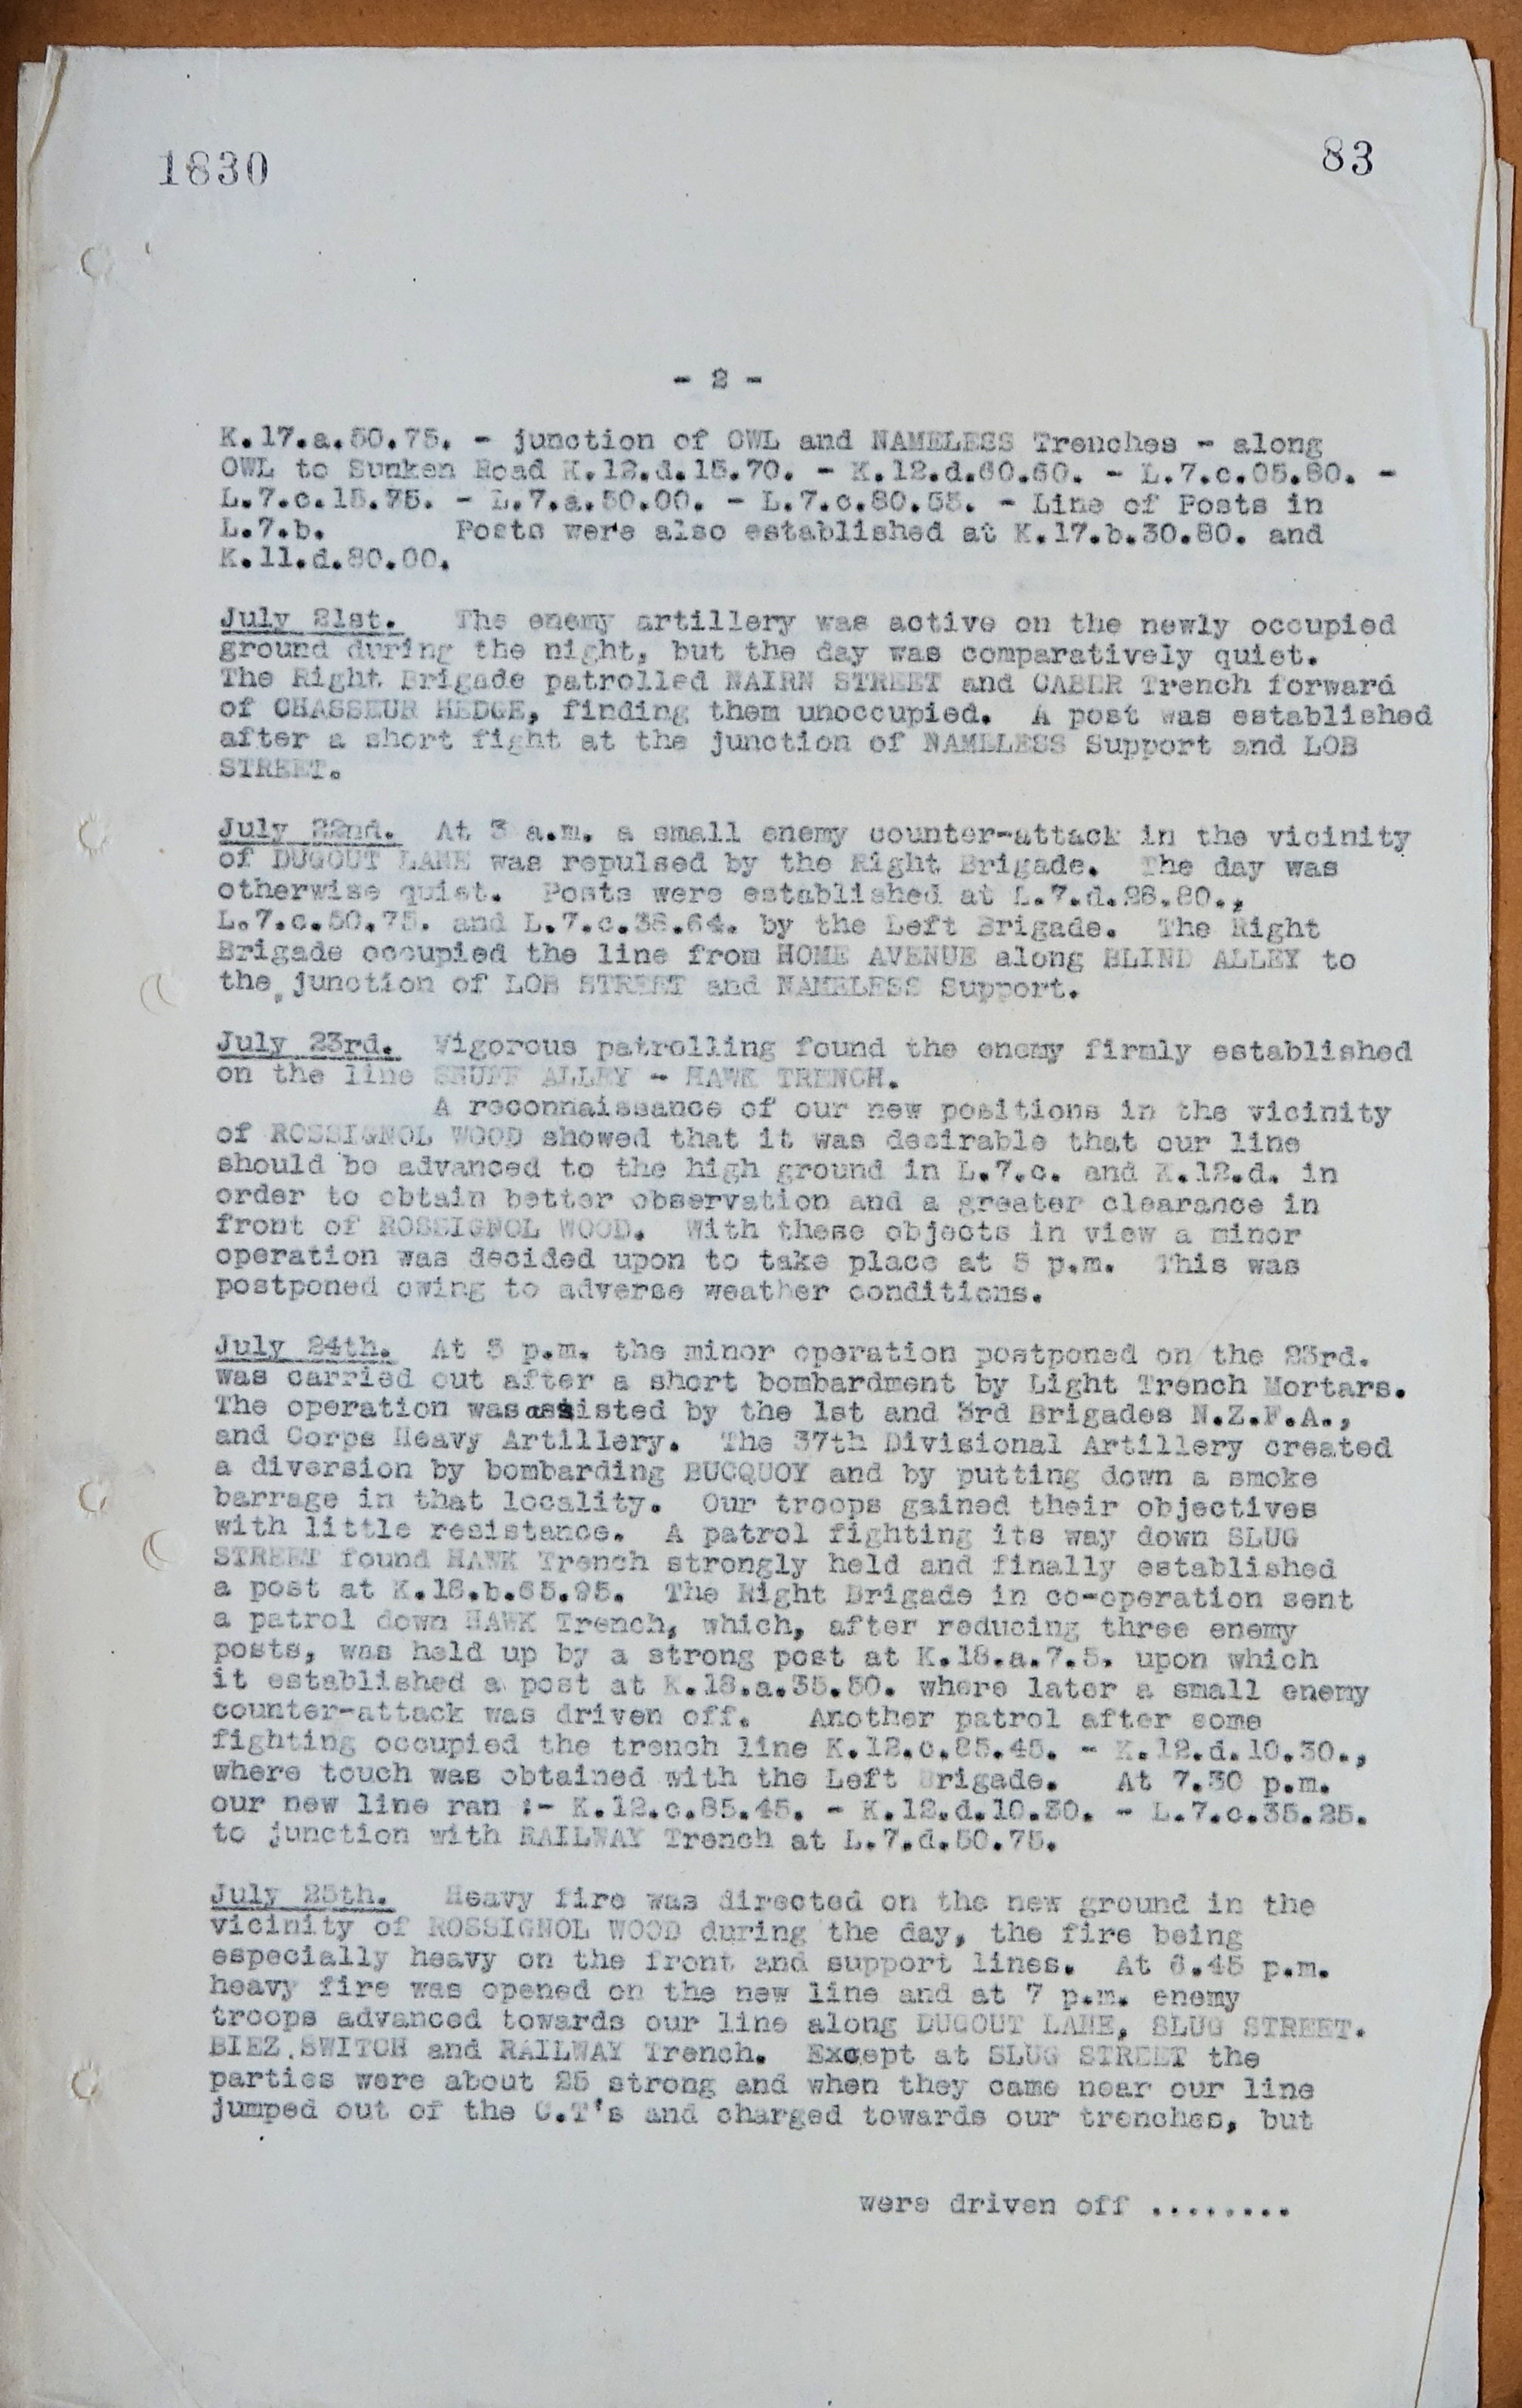 1830
83
- 2 -
K.17.a.50.75. - junction of OWL and NAMELESS Trenches - along
OWL to Sunken Road K.12.d.15.70. - K.12.d.60.60. - L.7.c.05.80. -
L.7.c.15.75. - L.7.a.50.00. - L.7.c.80.55. - Line of Posts in
L.7.b. Posts were also established at K.17.b.30.80. and
K.11.d.80.00.
July 21st. The enemy artillery was active on the newly occupied
ground during the night, but the day was comparatively quiet.
The Right Brigade patrolled NAIRN STREET and CABER Trench forward
of CHASSEUR HEDGE, finding them unoccupied. A post was established
after a short fight at the junction of NAMELESS Support and LOB
STREET.
July 22nd. At 3 a.m. a small enemy counter-attack in the vicinity
of DUGOUT LANE was repulsed by the Right Brigade. The day was
otherwise quiet. Posts were established at L.7.d.28.80.,
L.7.c.50.75. and L.7.c.38.64. by the Left Brigade. The Right
Brigade occupied the line from HOME AVENUE along BLIND ALLEY to
the junction of LOB STREET and NAMELESS Support.
July 23rd. Vigorous patrolling found the enemy firmly established
on the line SNUFF ALLEY - HAWK TRENCH.
A reconnaissance of our new positions in the vicinity
of ROSSIGNOL WOOD showed that it was desirable that our line
should be advanced to the high ground in L.7.c. and K.12.d. in
order to obtain better observation and a greater clearance in
front of ROSSIGNOL WOOD. With these objects in view a minor
operation was decided upon to take place at 5 p.m. This was
postponed owing to adverse weather conditions.
July 24th. At 5 p.m. the minor operation postponed on the 23rd.
was carried out after a short bombardment by Light Trench Mortars.
The operation was assisted by the 1st and 3rd Brigades N.Z.F.A.,
and Corps Heavy Artillery. The 37th Divisional Artillery created
a diversion by bombarding BUCQUOY and by putting down a smoke
barrage in that locality. Our troops gained their objectives
with little resistance. A patrol fighting its way down SLUG
STREET found HAWK Trench strongly held and finally established
a post at K.18.b.65.95. The Right Brigade in co-operation sent
a patrol down HAWK Trench, which, after reducing three enemy
posts, was held up by a strong post at K.18.a.7.5. upon which
it established a post at K.18.a.35.50. where later a small enemy
counter-attack was driven off. Another patrol after some
fighting occupied the trench line K.12.c.85.45. - K.12.d.10.30.,
where touch was obtained with the Left Brigade. At 7.30 p.m.
our new line ran :- K.12.c.85.45. - K.12.d.10.30. - L.7.c.35.25.
to junction with RAILWAY Trench at L.7.d.50.75.
July 25th. Heavy fire was directed on the new ground in the
vicinity of ROSSIGNOL WOOD during the day, the fire being
especially heavy on the front and support lines. At 6.45 p.m.
heavy fire was opened on the new line and at 7 p.m. enemy
troops advanced towards our line along DUGOUT LANE, SLUG STREET.
BIEZ SWITCH and RAILWAY Trench. Except at SLUG STREET the
parties were about 25 strong and when they came near our line
jumped out of the C.T's and charged towards our trenches, but
were driven off ........